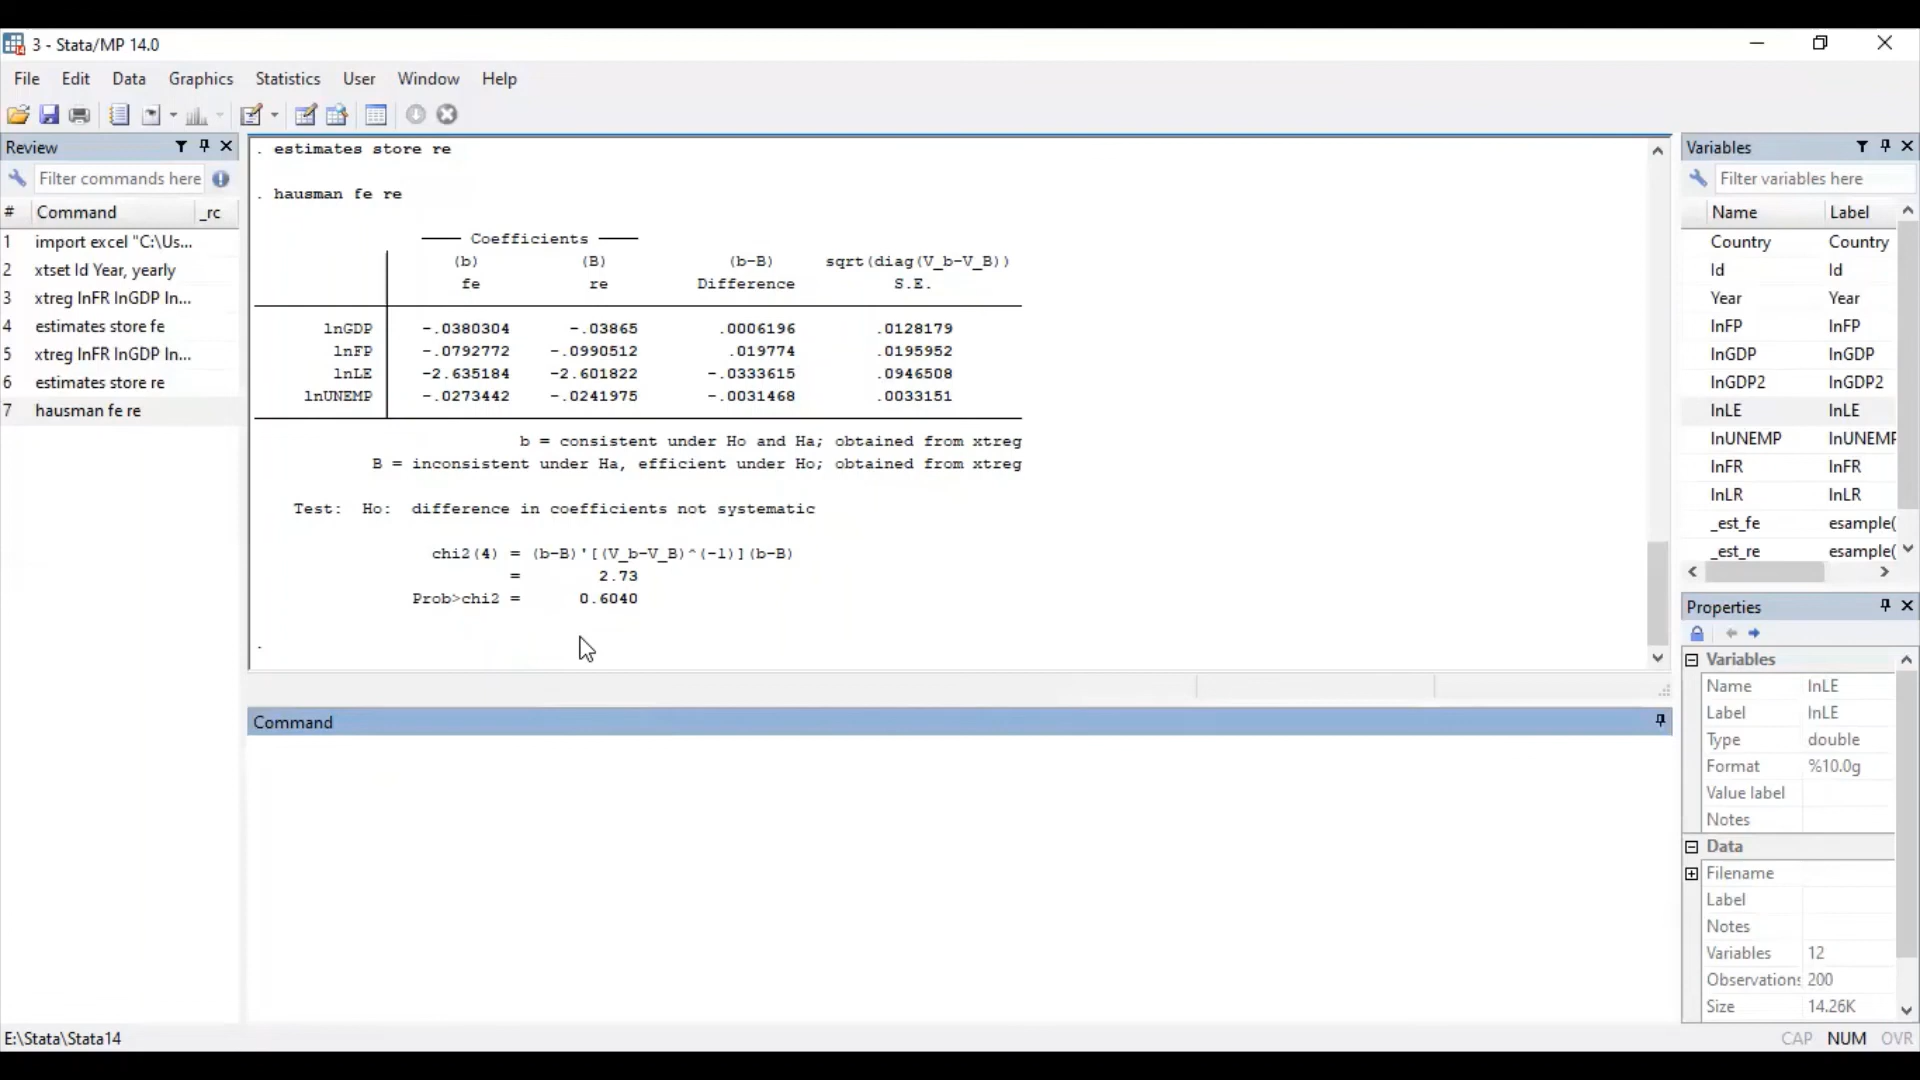 3 - Stata/MP 14.0
File Edit Data Graphics Statistics User Window Help
Review
Filter commands here
# Command _rc
1 import excel "C:\Us...
2 xtset Id Year, yearly
3 xtreg lnFR lnGDP ln...
4 estimates store fe
5 xtreg lnFR lnGDP ln...
6 estimates store re
7 hausman fe re
. estimates store re
. hausman fe re
Coefficients
(b) (B) (b-B) sqrt(diag(V_b-V_B))
fe re Difference S.E.
lnGDP -.0380304 -.03865 .0006196 .0128179
lnFP -.0792772 -.0990512 .019774 .0195952
lnLE -2.635184 -2.601822 -.0333615 .0946508
lnUNEMP -.0273442 -.0241975 -.0031468 .0033151
b = consistent under Ho and Ha; obtained from xtreg
B = inconsistent under Ha, efficient under Ho; obtained from xtreg
Test: Ho: difference in coefficients not systematic
chi2(4) = (b-B)'[(V_b-V_B)^(-1)](b-B)
= 2.73
Prob>chi2 = 0.6040
.
Command
Variables
Filter variables here
Name Label
Country Country
Id Id
Year Year
lnFP lnFP
lnGDP lnGDP
lnGDP2 lnGDP2
lnLE lnLE
lnUNEMP lnUNEMP
lnFR lnFR
lnLR lnLR
_est_fe esample(
_est_re esample(
Properties
Variables
Name lnLE
Label lnLE
Type double
Format %10.0g
Value label
Notes
Data
Filename
Label
Notes
Variables 12
Observations 200
Size 14.26K
E:\Stata\Stata14
CAP NUM OVR